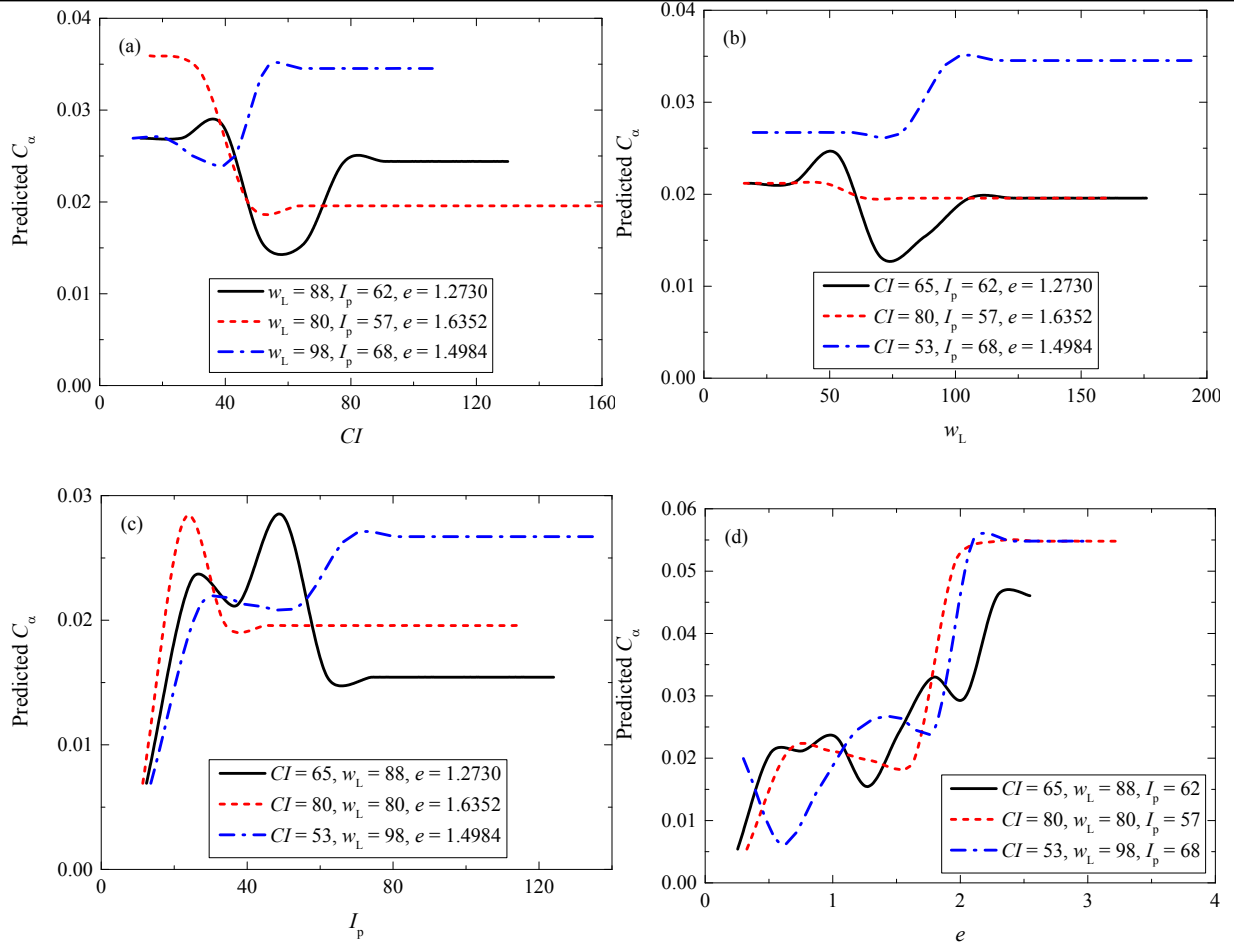 (a)
0.04
0.03
0.02
0.01
0.00
Predicted Cα
wL = 88, Ip = 62, e = 1.2730
wL = 80, Ip = 57, e = 1.6352
wL = 98, Ip = 68, e = 1.4984
0 40 80 120 160
CI
(b)
0.04
0.03
0.02
0.01
0.00
Predicted Cα
CI = 65, Ip = 62, e = 1.2730
CI = 80, Ip = 57, e = 1.6352
CI = 53, Ip = 68, e = 1.4984
0 50 100 150 200
wL
(c)
0.03
0.02
0.01
0.00
Predicted Cα
CI = 65, wL = 88, e = 1.2730
CI = 80, wL = 80, e = 1.6352
CI = 53, wL = 98, e = 1.4984
0 40 80 120
Ip
(d)
0.06
0.05
0.04
0.03
0.02
0.01
0.00
Predicted Cα
CI = 65, wL = 88, Ip = 62
CI = 80, wL = 80, Ip = 57
CI = 53, wL = 98, Ip = 68
0 1 2 3 4
e